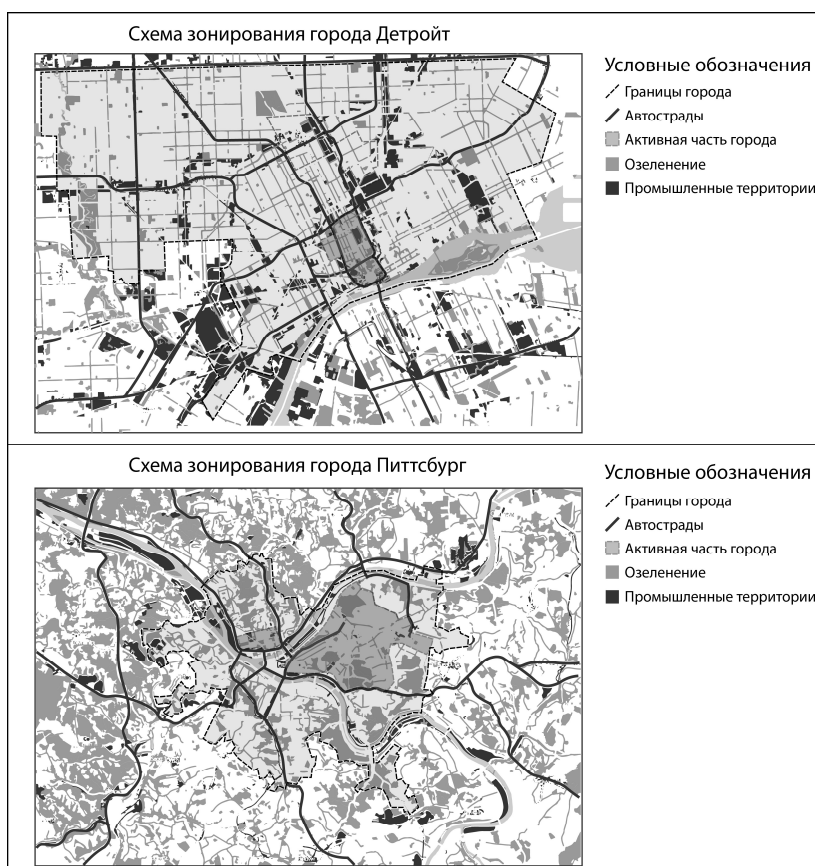 Схема зонирования города Детройт
Условные обозначения
Границы города
Автострады
Активная часть города
Озеленение
Промышленные территории
Схема зонирования города Питтсбург
Условные обозначения
Границы города
Автострады
Активная часть города
Озеленение
Промышленные территории